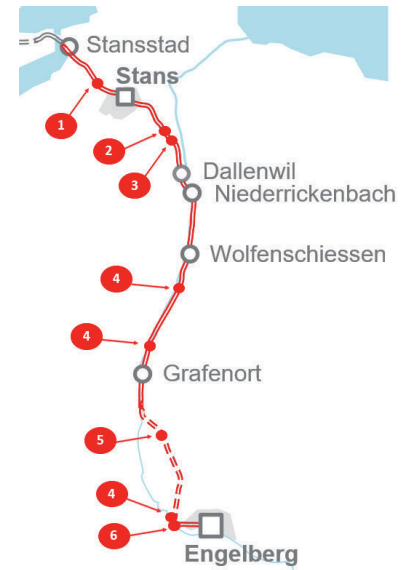 Stansstad
Stans
1
2
3
Dallenwil
Niederrickenbach
Wolfenschiessen
4
4
Grafenort
5
4
6
Engelberg